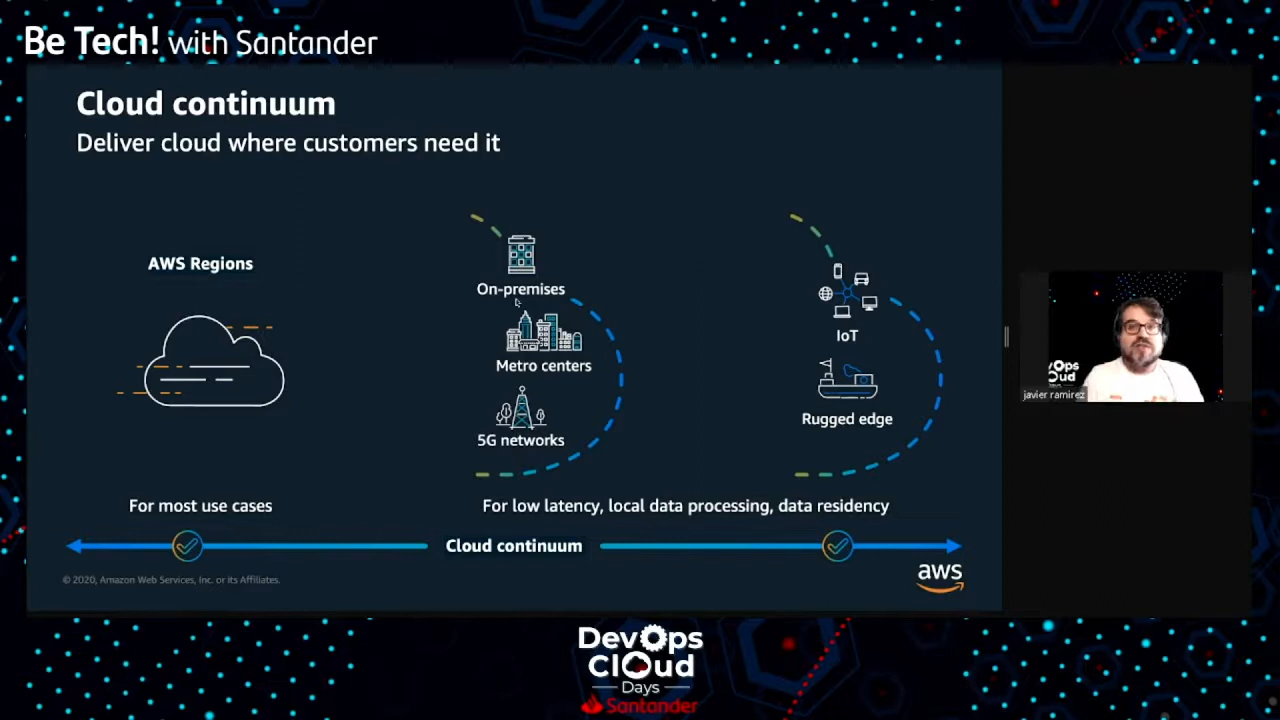 Be Tech! with Santander
Cloud continuum
Deliver cloud where customers need it
AWS Regions
On-premises
Metro centers
5G networks
IoT
Rugged edge
For most use cases
For low latency, local data processing, data residency
Cloud continuum
© 2020, Amazon Web Services, Inc. or its Affiliates.
aws
vOps
oud
javier ramirez
DevOps
Cloud
Days
Santander